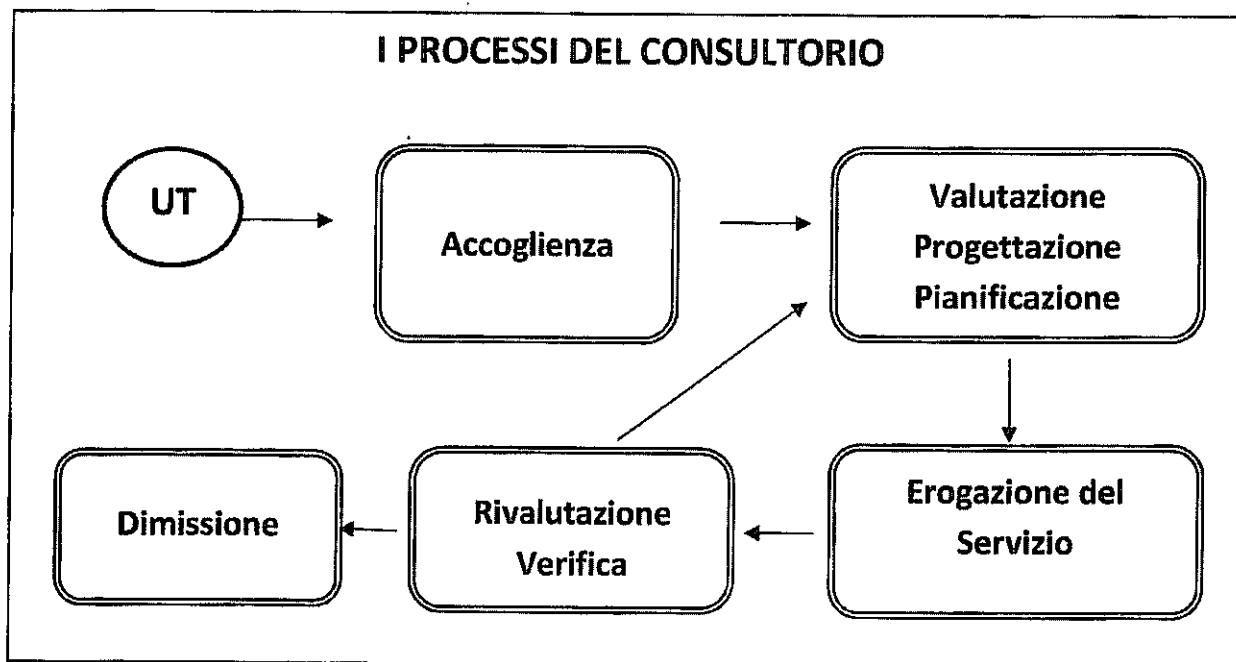 I PROCESSI DEL CONSULTORIO
UT
Accoglienza
Valutazione
Progettazione
Pianificazione
Dimissione
Rivalutazione
Verifica
Erogazione del
Servizio